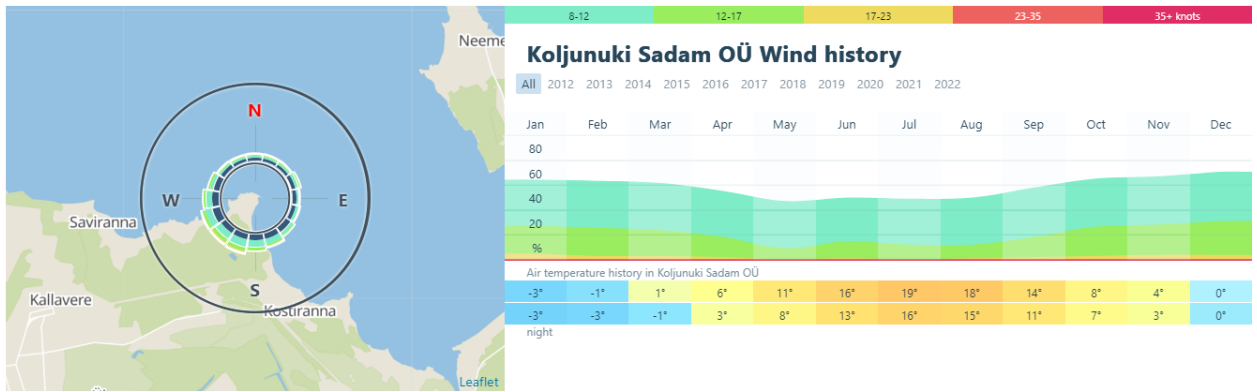 Neeme
N
W
E
S
Saviranna
Kallavere
Kostiranna
Leaflet
8-12 12-17 17-23 23-35 35+ knots
Koljunuki Sadam OÜ Wind history
All 2012 2013 2014 2015 2016 2017 2018 2019 2020 2021 2022
Jan Feb Mar Apr May Jun Jul Aug Sep Oct Nov Dec
80
60
40
20
%
Air temperature history in Koljunuki Sadam OÜ
-3° -1° 1° 6° 11° 16° 19° 18° 14° 8° 4° 0°
-3° -3° -1° 3° 8° 13° 16° 15° 11° 7° 3° 0°
night